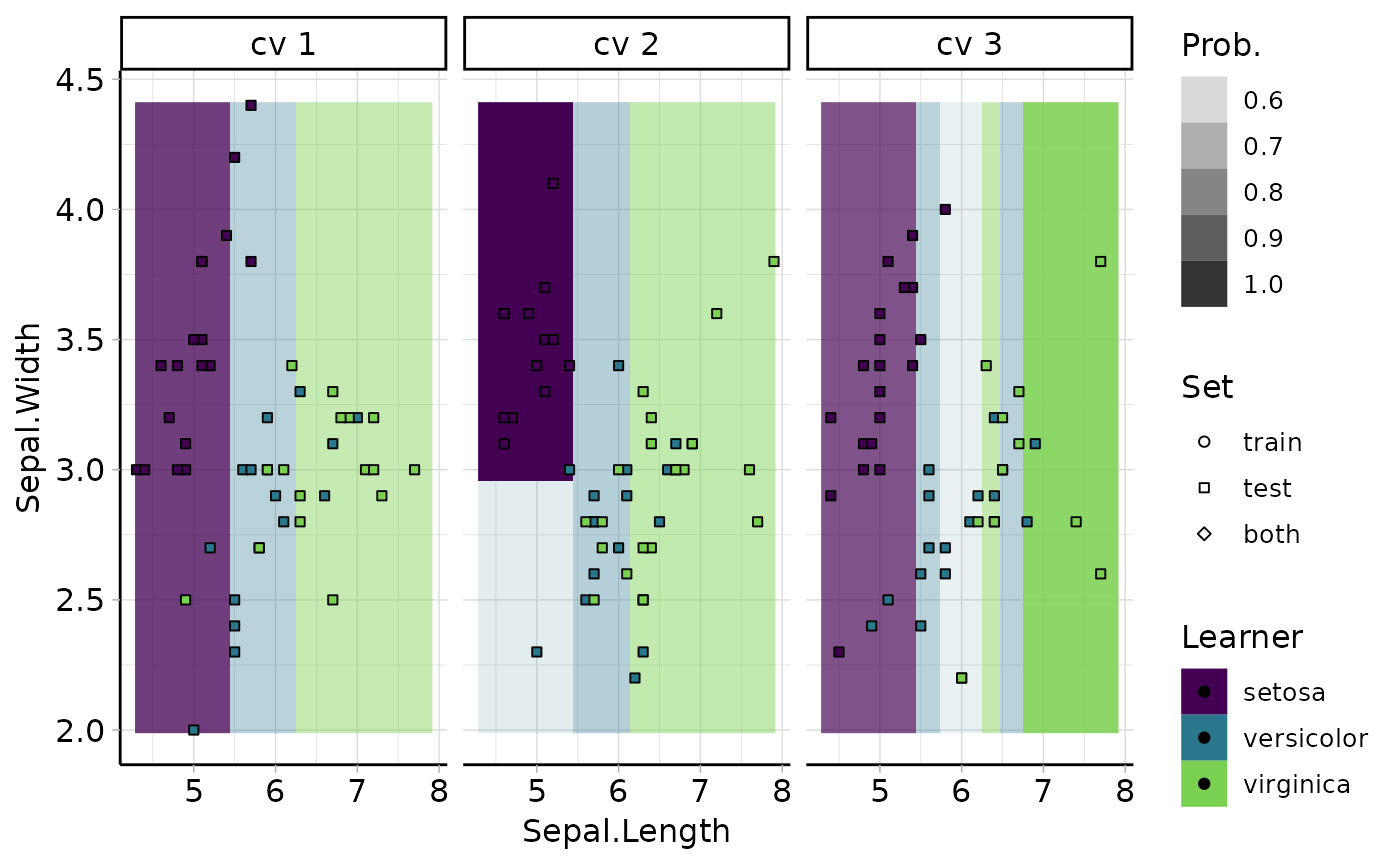 cv 1
cv 2
cv 3
4.5
4.0
3.5
3.0
2.5
2.0
Sepal.Width
5 6 7 8
5 6 7 8
5 6 7 8
Sepal.Length
Prob.
0.6
0.7
0.8
0.9
1.0
Set
train
test
both
Learner
setosa
versicolor
virginica